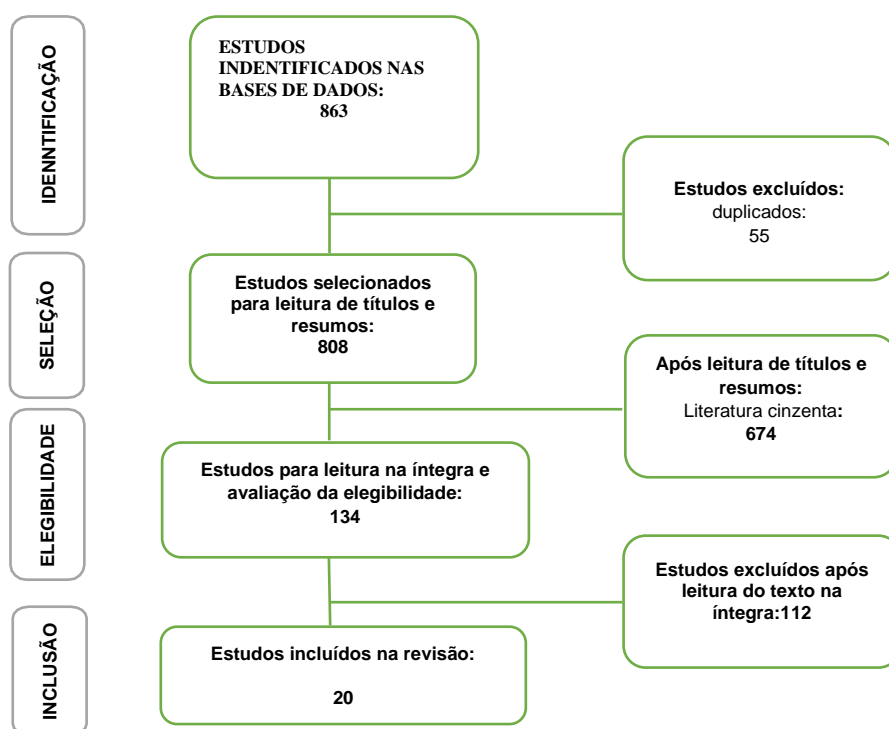 IDENNTIFICAÇÃO
ESTUDOS
INDENTIFICADOS NAS
BASES DE DADOS:
863
Estudos excluídos:
duplicados:
55
SELEÇÃO
Estudos selecionados
para leitura de títulos e
resumos:
808
Após leitura de títulos e
resumos:
Literatura cinzenta:
674
ELEGIBILIDADE
Estudos para leitura na íntegra e
avaliação da elegibilidade:
134
Estudos excluídos após
leitura do texto na
íntegra:112
INCLUSÃO
Estudos incluídos na revisão:
20